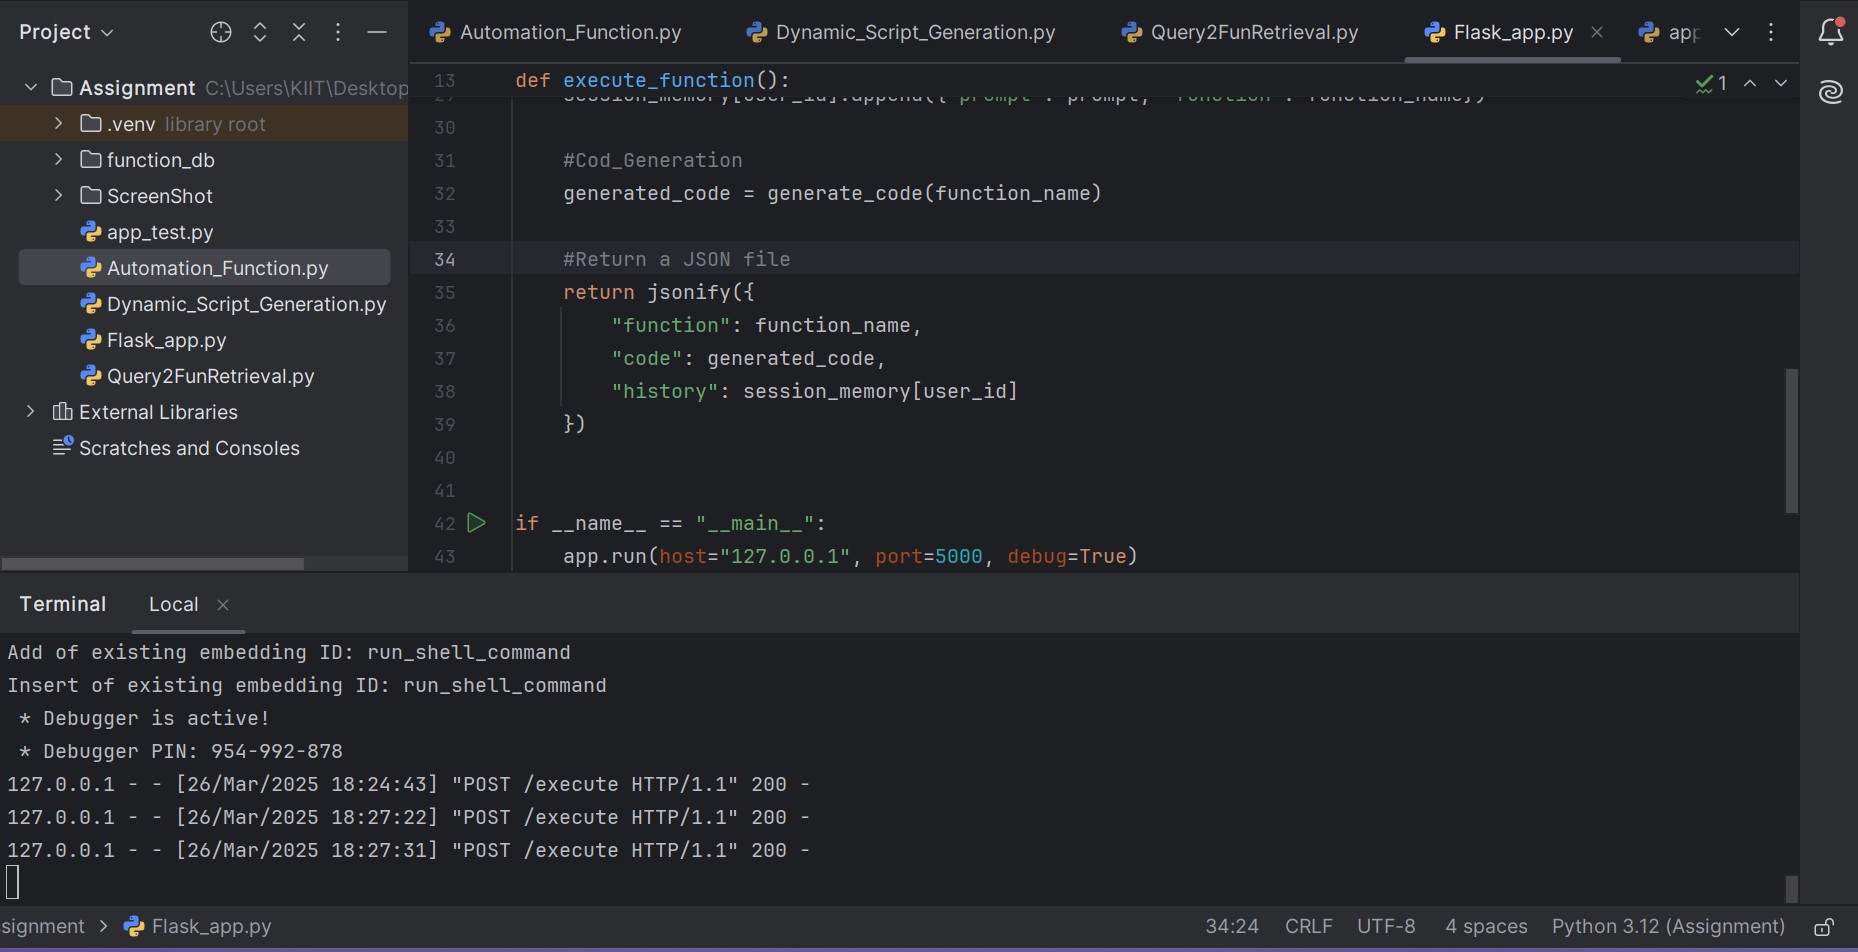 Project
Automation_Function.py
Dynamic_Script_Generation.py
Query2FunRetrieval.py
Flask_app.py
app
Assignment C:\Users\KIIT\Desktop
.venv library root
function_db
ScreenShot
app_test.py
Automation_Function.py
Dynamic_Script_Generation.py
Flask_app.py
Query2FunRetrieval.py
External Libraries
Scratches and Consoles
1
13 def execute_function():
session_memory[user_id].append({"prompt": prompt, "function": function_name})
30
31 #Cod_Generation
32 generated_code = generate_code(function_name)
33
34 #Return a JSON file
35 return jsonify({
36 "function": function_name,
37 "code": generated_code,
38 "history": session_memory[user_id]
39 })
40
41
42 if __name__ == "__main__":
43 app.run(host="127.0.0.1", port=5000, debug=True)
Terminal Local
Add of existing embedding ID: run_shell_command
Insert of existing embedding ID: run_shell_command
* Debugger is active!
* Debugger PIN: 954-992-878
127.0.0.1 - - [26/Mar/2025 18:24:43] "POST /execute HTTP/1.1" 200 -
127.0.0.1 - - [26/Mar/2025 18:27:22] "POST /execute HTTP/1.1" 200 -
127.0.0.1 - - [26/Mar/2025 18:27:31] "POST /execute HTTP/1.1" 200 -
signment > Flask_app.py
34:24 CRLF UTF-8 4 spaces Python 3.12 (Assignment)